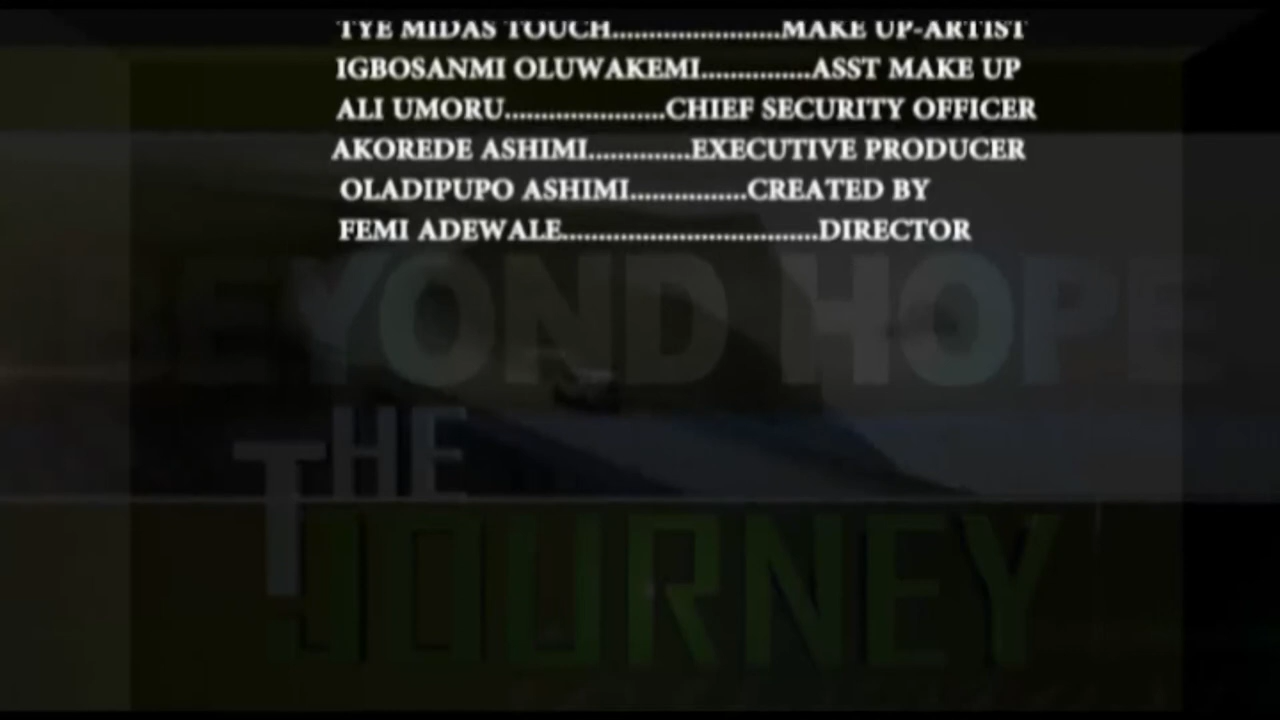 TYE MIDAS TOUCH.......................MAKE UP-ARTIST
IGBOSANMI OLUWAKEMI...............ASST MAKE UP
ALI UMORU......................CHIEF SECURITY OFFICER
AKOREDE ASHIMI..............EXECUTIVE PRODUCER
OLADIPUPO ASHIMI................CREATED BY
FEMI ADEWALE..................................DIRECTOR
BEYOND HOPE
THE
JOURNEY